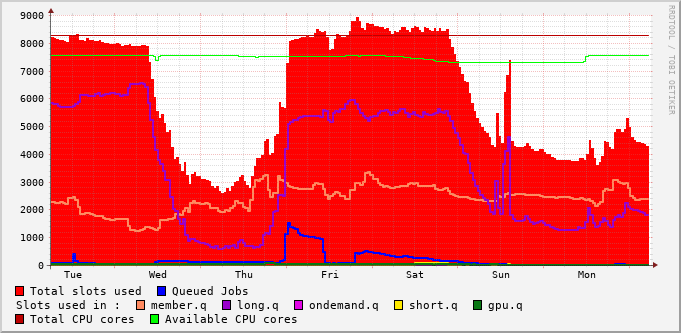 RRDTOOL / TOBI OETIKER
9000
8000
7000
6000
5000
4000
3000
2000
1000
0
Tue Wed Thu Fri Sat Sun Mon
Total slots used Queued Jobs
Slots used in : member.q long.q ondemand.q short.q gpu.q
Total CPU cores Available CPU cores